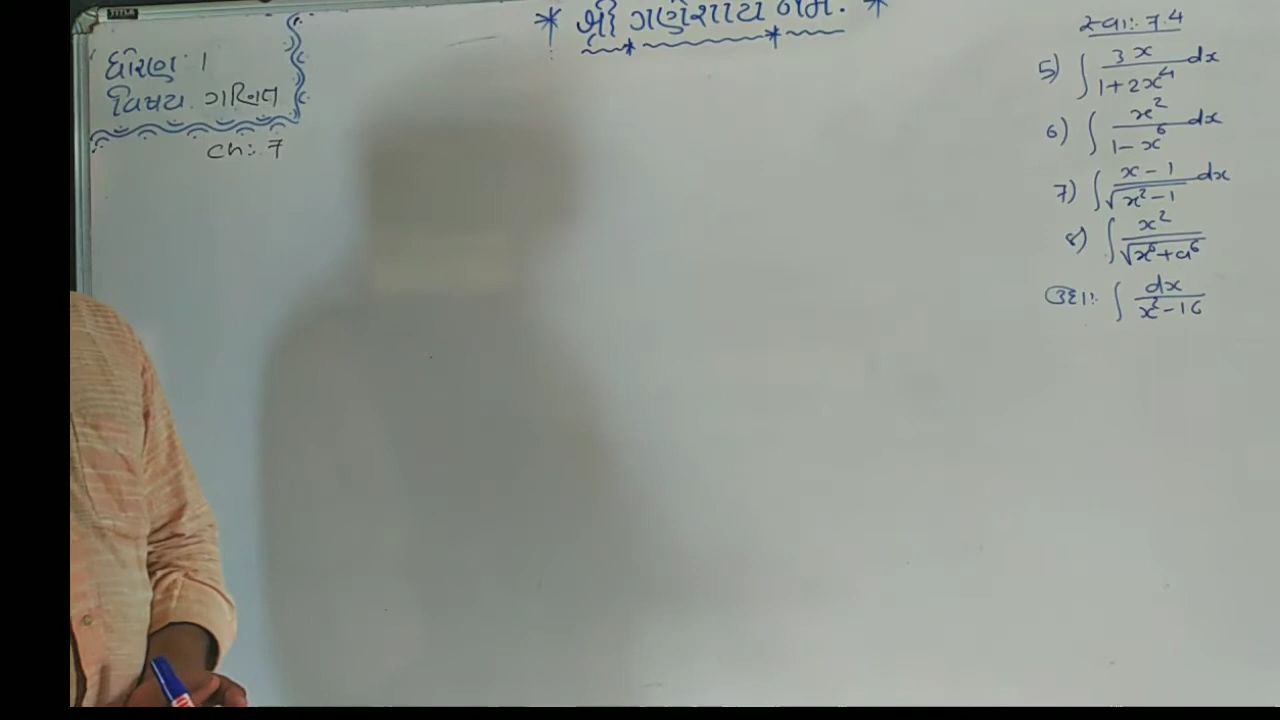 * શ્રી ગણેશાય નમ: *
ધોરણ 1
વિષય ગણિત
ch: 7
સ્વા: 7.4
5) ∫ 3x / (1+2x⁴) dx
6) ∫ x² / (1-x⁶) dx
7) ∫ (x-1) / √(x²-1) dx
8) ∫ x² / √(x⁶+a⁶)
ઉદા: ∫ dx / (x²-16)